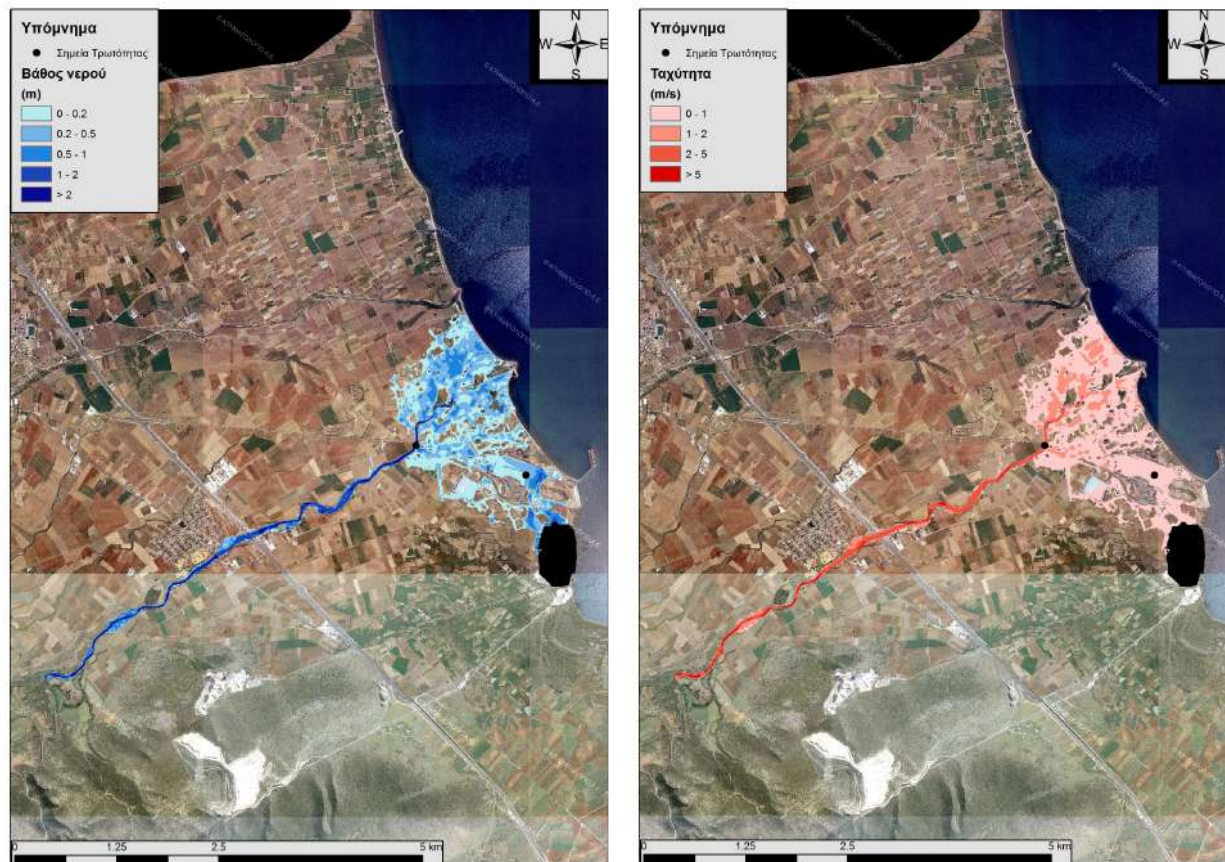 Υπόμνημα
Σημεία Τρωτότητας
Βάθος νερού
(m)
0 - 0.2
0.2 - 0.5
0.5 - 1
1 - 2
> 2
N
W E
S
0 1.25 2.5 5 km
Υπόμνημα
Σημεία Τρωτότητας
Ταχύτητα
(m/s)
0 - 1
1 - 2
2 - 5
> 5
N
W E
S
0 1.25 2.5 5 km